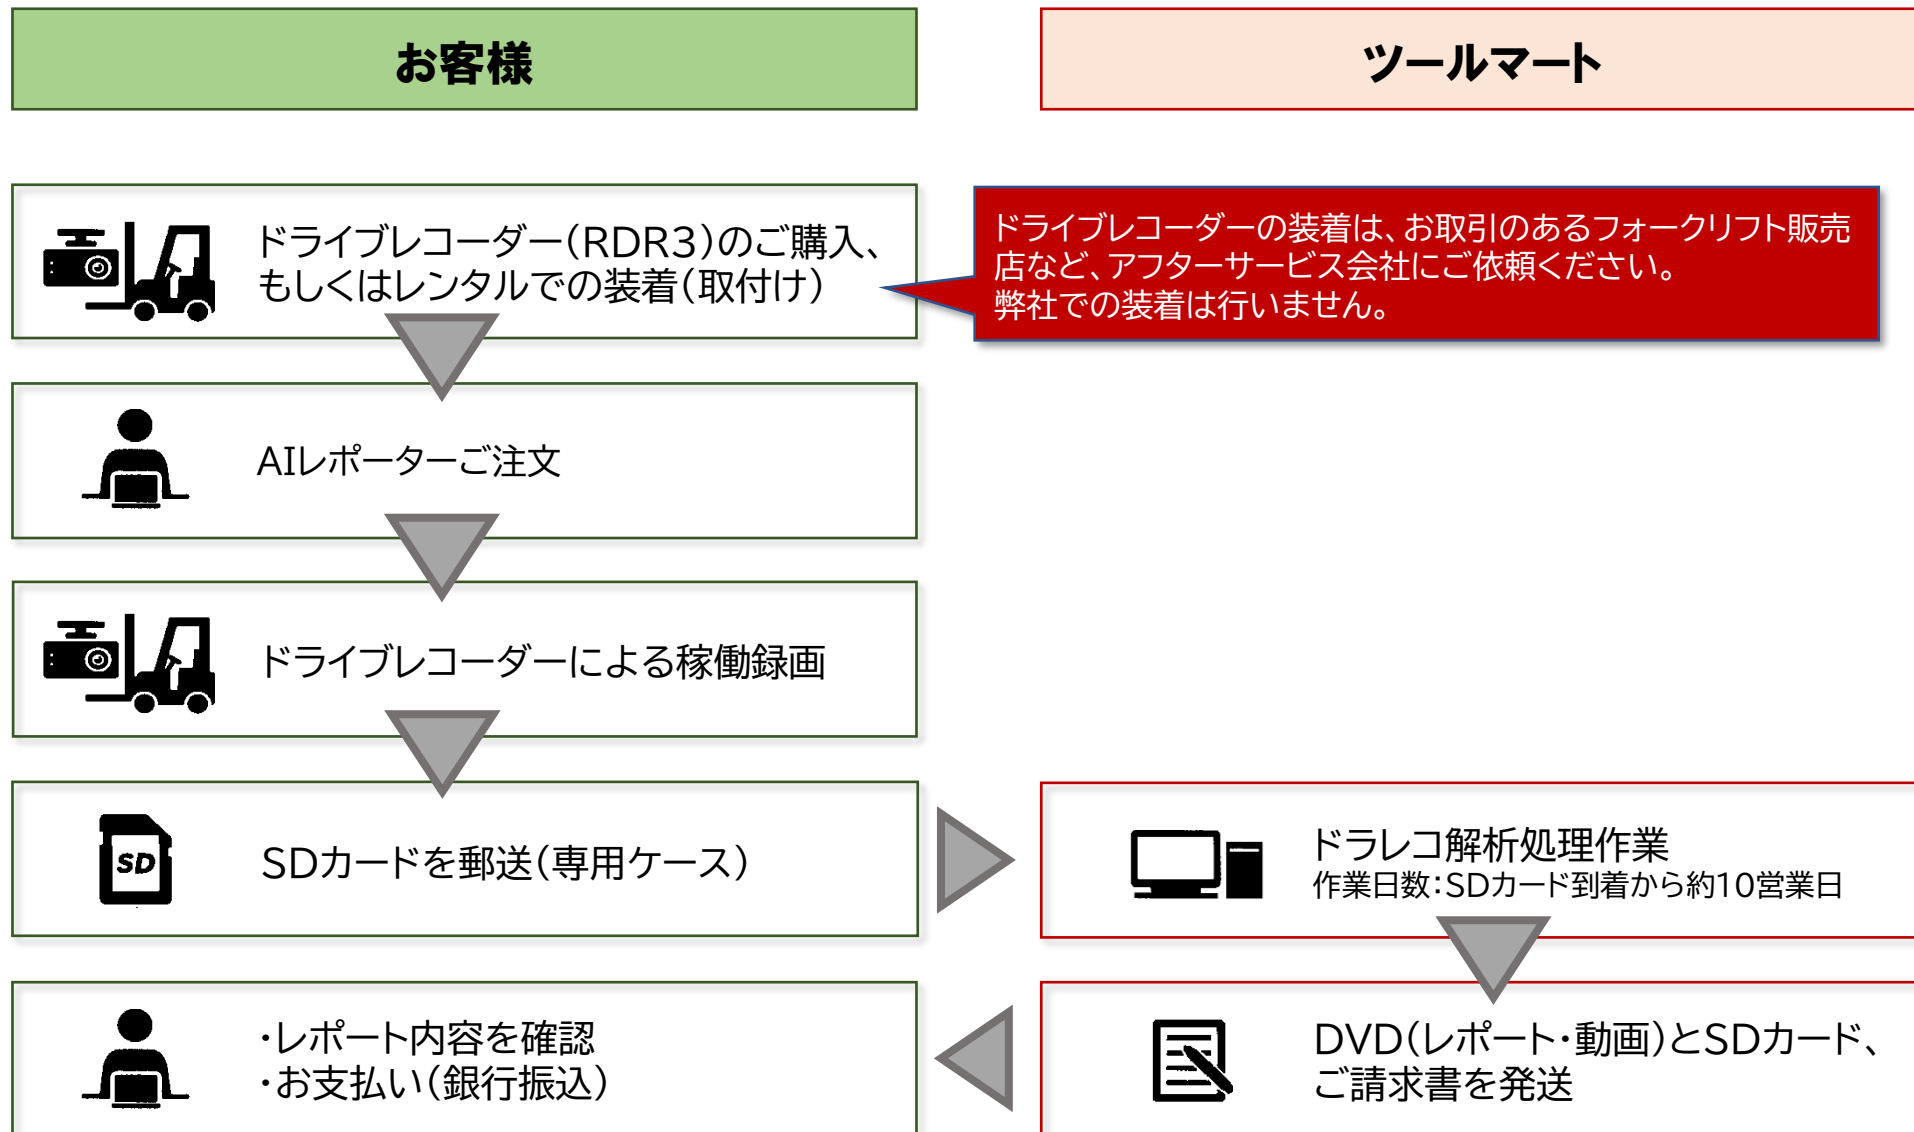 お客様
ツールマート
ドライブレコーダー(RDR3)のご購入、
もしくはレンタルでの装着(取付け)
ドライブレコーダーの装着は、お取引のあるフォークリフト販売
店など、アフターサービス会社にご依頼ください。
弊社での装着は行いません。
AIレポーターご注文
ドライブレコーダーによる稼働録画
SD
SDカードを郵送(専用ケース)
ドラレコ解析処理作業
作業日数:SDカード到着から約10営業日
・レポート内容を確認
・お支払い(銀行振込)
DVD(レポート・動画)とSDカード、
ご請求書を発送